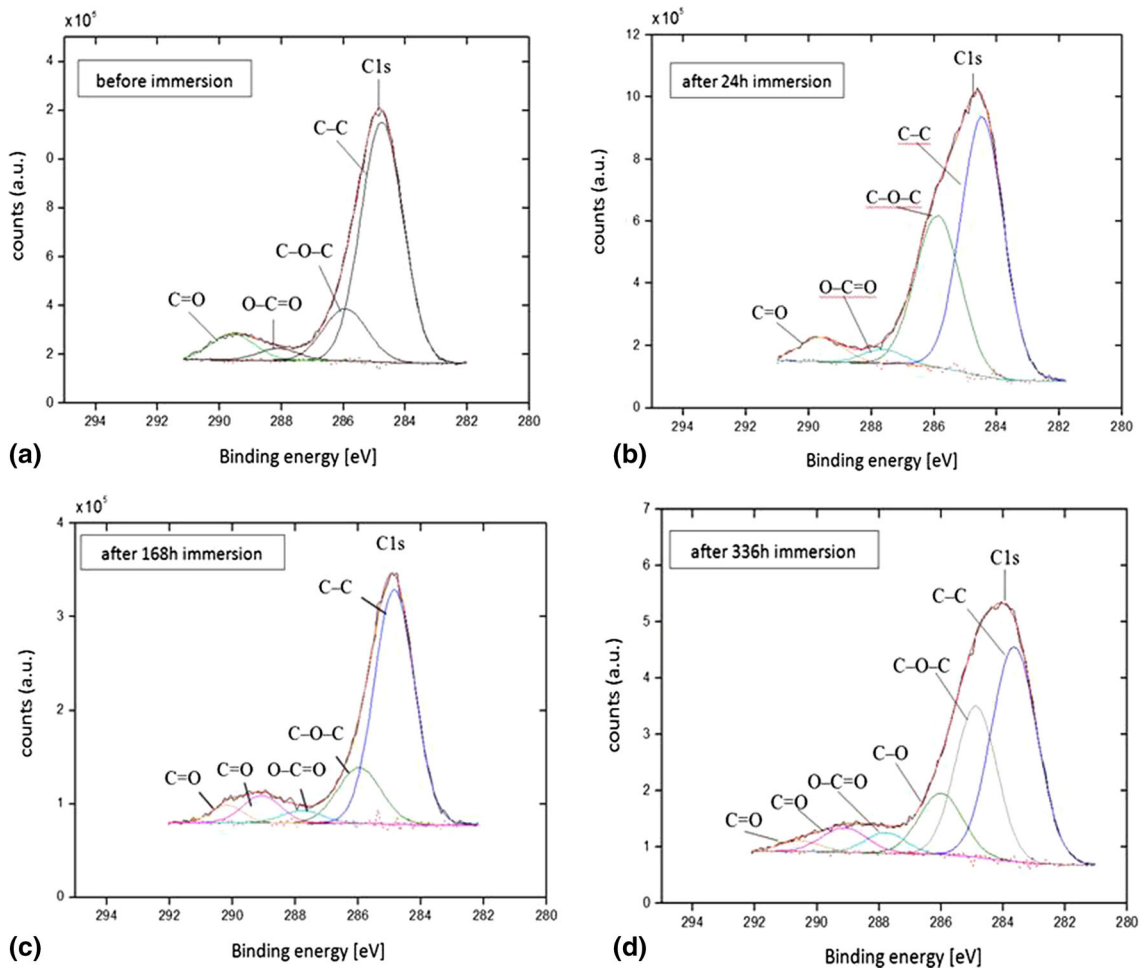 x10⁵
before immersion
C1s
C–C
C–O–C
C=O
O–C=O
counts (a.u.)
5
2
2
8
6
4
2
0
294 292 290 288 286 284 282 280
Binding energy [eV]
(a)
x10⁵
after 24h immersion
C1s
C–C
C–O–C
O–C=O
C=O
counts (a.u.)
12
10
8
6
4
2
0
294 292 290 288 286 284 282 280
Binding energy [eV]
(b)
x10⁵
after 168h immersion
C1s
C–C
C–O–C
C=O
C=O
O–C=O
counts (a.u.)
4
3
2
1
0
294 292 290 288 286 284 282 280
Binding energy [eV]
(c)
after 336h immersion
C1s
C–C
C–O–C
C–O
O–C=O
C=O
C=O
counts (a.u.)
7
6
5
4
3
2
1
0
294 292 290 288 286 284 282 280
Binding energy [eV]
(d)